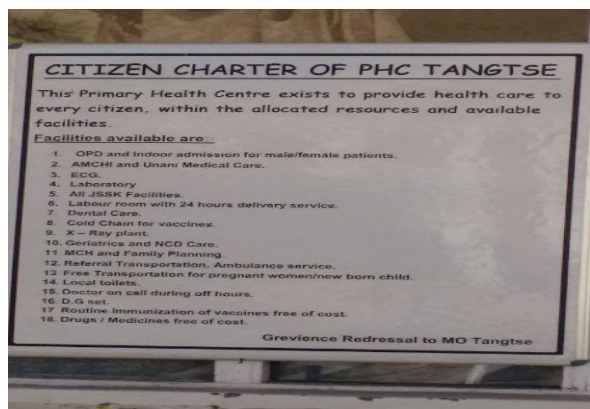 CITIZEN CHARTER OF PHC TANGTSE
This Primary Health Centre exists to provide health care to
every citizen, within the allocated resources and available
facilities.
Facilities available are:
1. OPD and Indoor admission for male/female patients.
2. AMCHI and Unani Medical Care.
3. ECG.
4. Laboratory
5. All JSSK Facilities.
6. Labour room with 24 hours delivery service.
7. Dental Care.
8. Cold Chain for vaccines.
9. X – Ray plant.
10. Geriatrics and NCD Care.
11 MCH and Family Planning.
12. Referral Transportation, Ambulance service.
13 Free Transportation for pregnant women/new born child.
14. Local toilets.
15. Doctor on call during off hours.
16. D.G set.
17 Routine Immunization of vaccines free of cost.
18. Drugs / Medicines free of cost.
Grevience Redressal to MO Tangtse